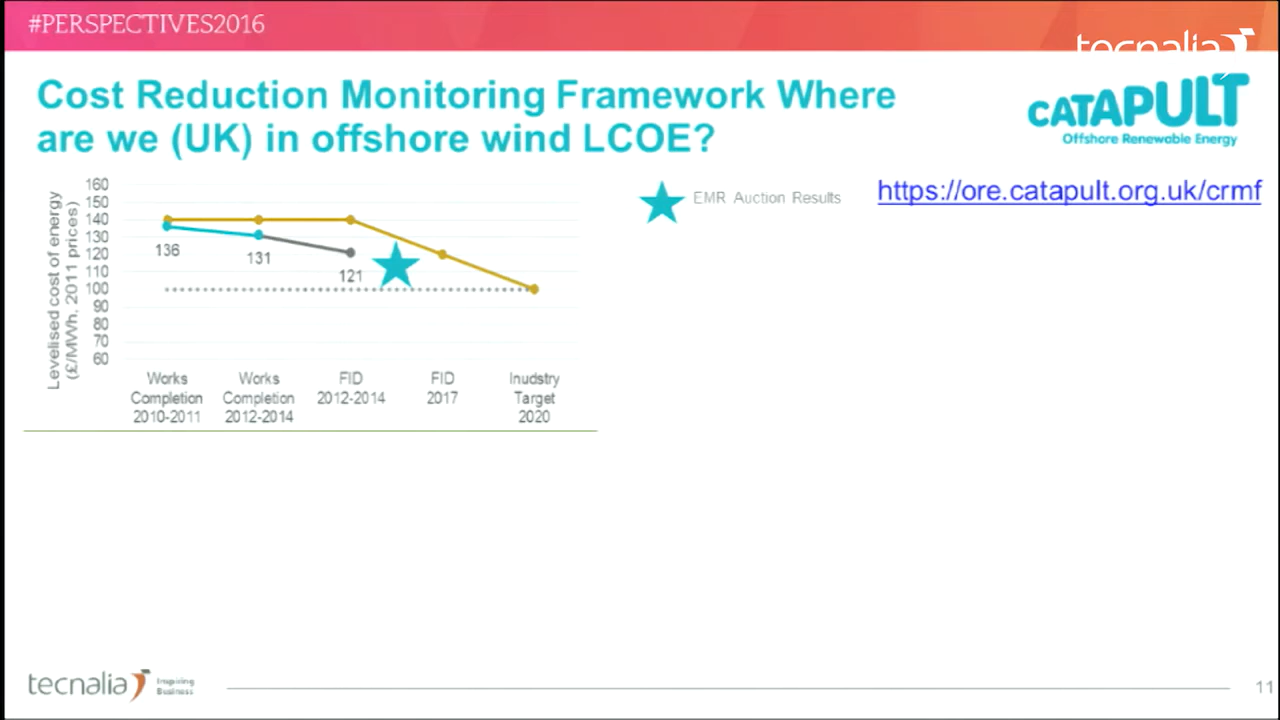 #PERSPECTIVES2016
tecnalia
Cost Reduction Monitoring Framework Where
are we (UK) in offshore wind LCOE?
CATAPULT
Offshore Renewable Energy
Levelised cost of energy
(£/MWh, 2011 prices)
160
150
140
130
120
110
100
90
80
70
60
136
131
121
Works
Completion
2010-2011
Works
Completion
2012-2014
FID
2012-2014
FID
2017
Inudstry
Target
2020
EMR Auction Results
https://ore.catapult.org.uk/crmf
tecnalia
Inspiring
Business
11